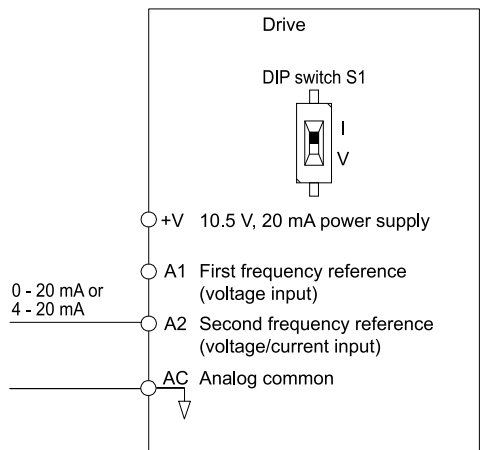 Drive
DIP switch S1
I
V
+V 10.5 V, 20 mA power supply
A1 First frequency reference
(voltage input)
0 - 20 mA or
4 - 20 mA
A2 Second frequency reference
(voltage/current input)
AC Analog common